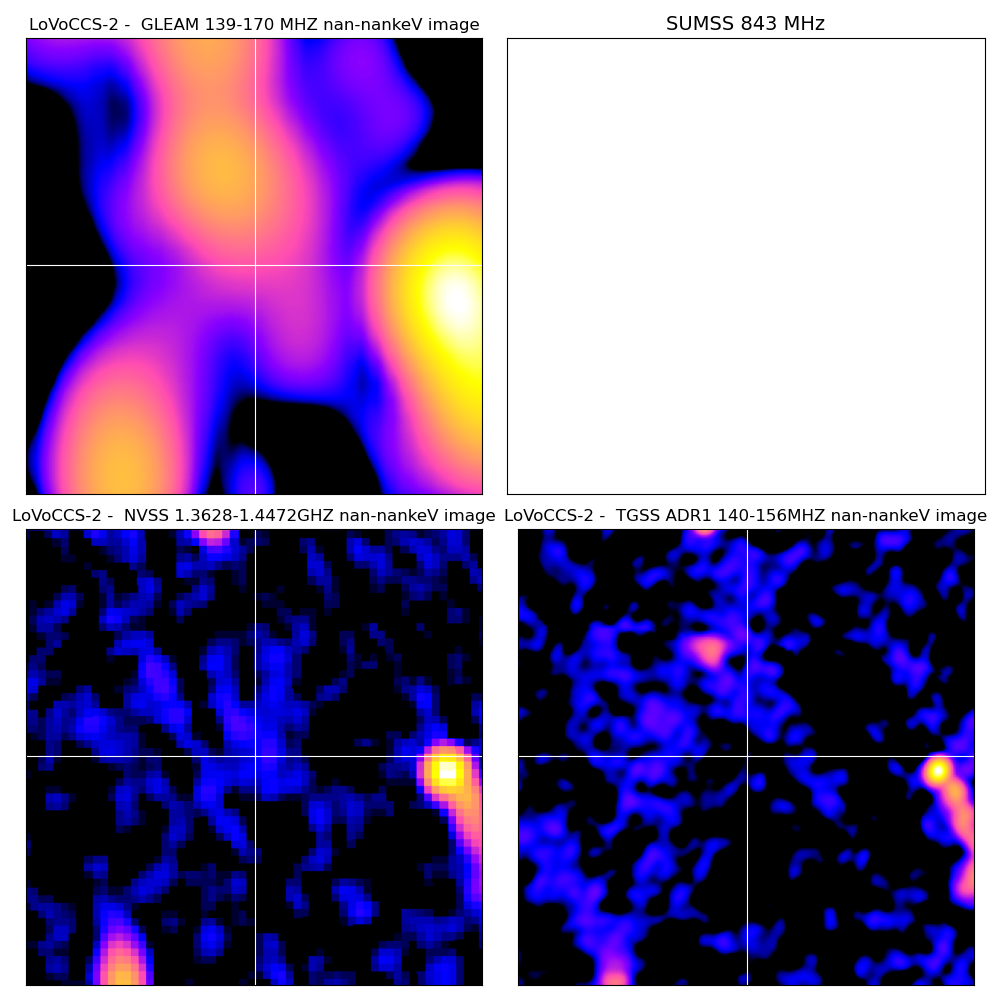 LoVoCCS-2 -  GLEAM 139-170 MHZ nan-nankeV image
SUMSS 843 MHz
LoVoCCS-2 -  NVSS 1.3628-1.4472GHZ nan-nankeV image
LoVoCCS-2 -  TGSS ADR1 140-156MHZ nan-nankeV image